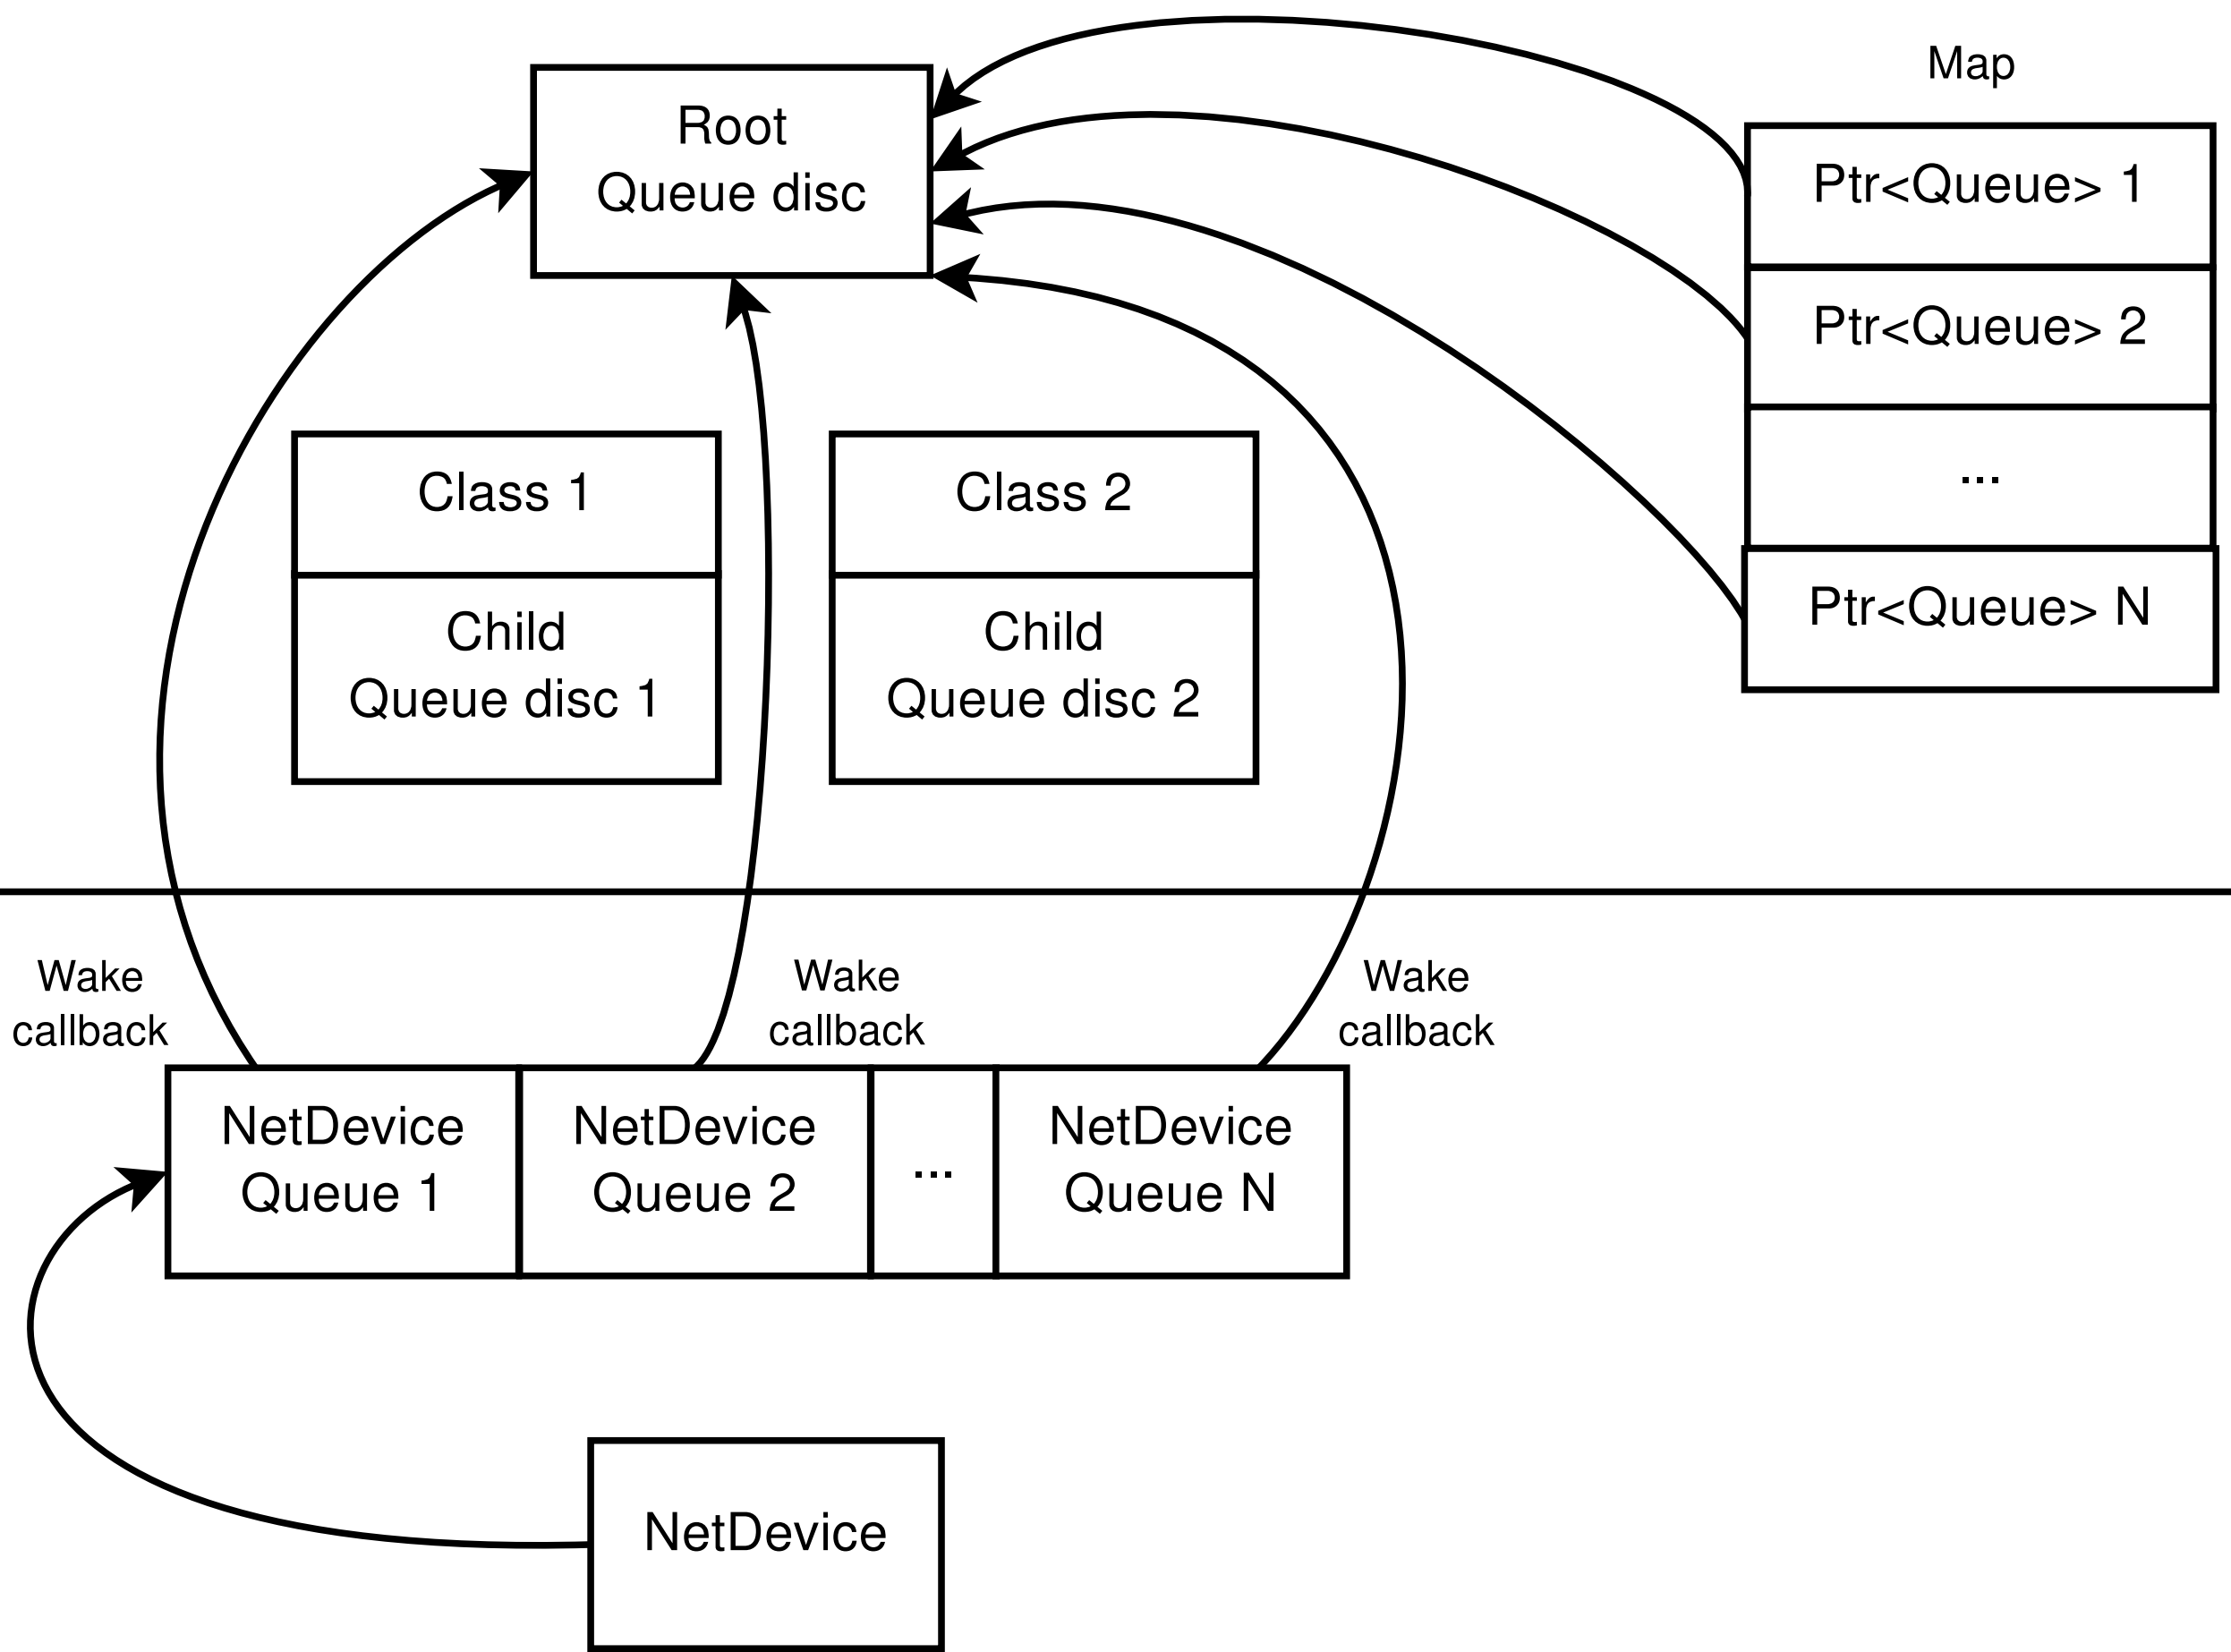 Map
Root
Queue disc
Ptr<Queue> 1
Ptr<Queue> 2
...
Ptr<Queue> N
Class 1
Child
Queue disc 1
Class 2
Child
Queue disc 2
Wake
callback
Wake
callback
Wake
callback
NetDevice
Queue 1
NetDevice
Queue 2
...
NetDevice
Queue N
NetDevice